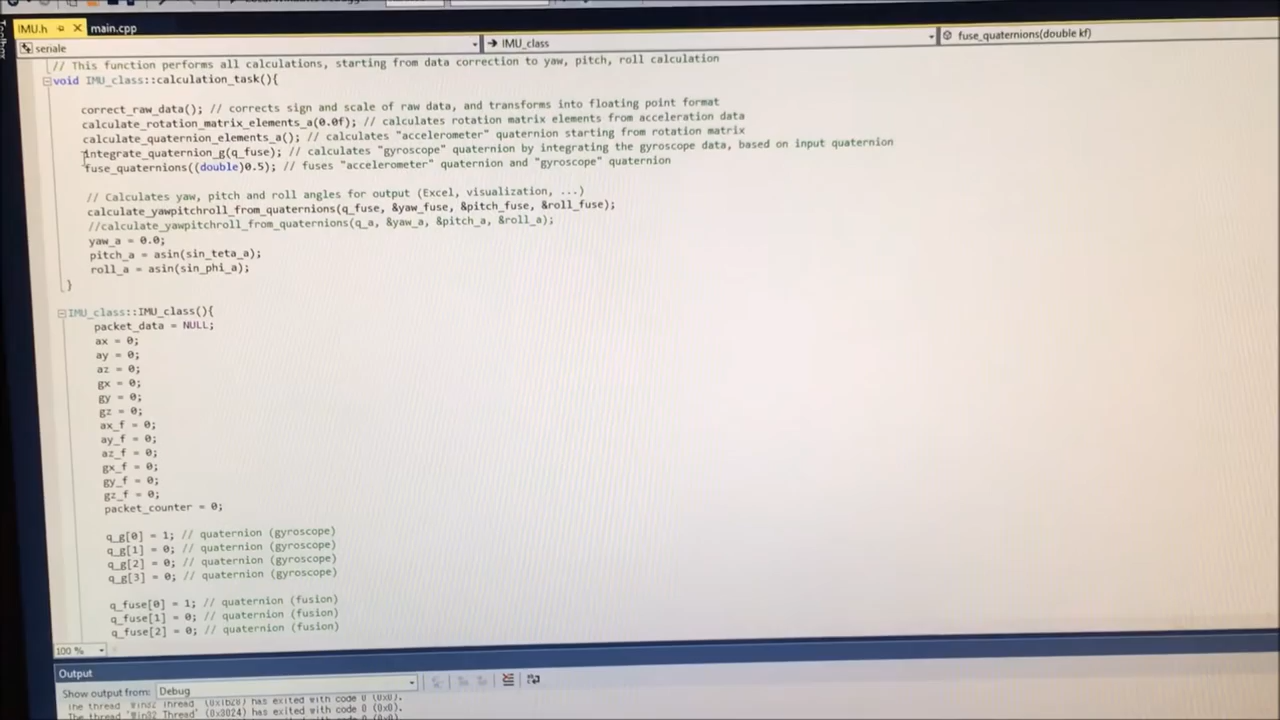 IMU.h
main.cpp
seriale
IMU_class
fuse_quaternions(double kf)
// This function performs all calculations, starting from data correction to yaw, pitch, roll calculation
void IMU_class::calculation_task(){
correct_raw_data(); // corrects sign and scale of raw data, and transforms into floating point format
calculate_rotation_matrix_elements_a(0.0f); // calculates rotation matrix elements from acceleration data
calculate_quaternion_elements_a(); // calculates "accelerometer" quaternion starting from rotation matrix
integrate_quaternion_g(q_fuse); // calculates "gyroscope" quaternion by integrating the gyroscope data, based on input quaternion
fuse_quaternions((double)0.5); // fuses "accelerometer" quaternion and "gyroscope" quaternion
// Calculates yaw, pitch and roll angles for output (Excel, visualization, ...)
calculate_yawpitchroll_from_quaternions(q_fuse, &yaw_fuse, &pitch_fuse, &roll_fuse);
//calculate_yawpitchroll_from_quaternions(q_a, &yaw_a, &pitch_a, &roll_a);
yaw_a = 0.0;
pitch_a = asin(sin_teta_a);
roll_a = asin(sin_phi_a);
}
IMU_class::IMU_class(){
packet_data = NULL;
ax = 0;
ay = 0;
az = 0;
gx = 0;
gy = 0;
gz = 0;
ax_f = 0;
ay_f = 0;
az_f = 0;
gx_f = 0;
gy_f = 0;
gz_f = 0;
packet_counter = 0;
q_g[0] = 1; // quaternion (gyroscope)
q_g[1] = 0; // quaternion (gyroscope)
q_g[2] = 0; // quaternion (gyroscope)
q_g[3] = 0; // quaternion (gyroscope)
q_fuse[0] = 1; // quaternion (fusion)
q_fuse[1] = 0; // quaternion (fusion)
q_fuse[2] = 0; // quaternion (fusion)
100 %
Output
Show output from: Debug
The thread 'Win32 Thread' (0x1b28) has exited with code 0 (0x0).
The thread 'Win32 Thread' (0x3024) has exited with code 0 (0x0).